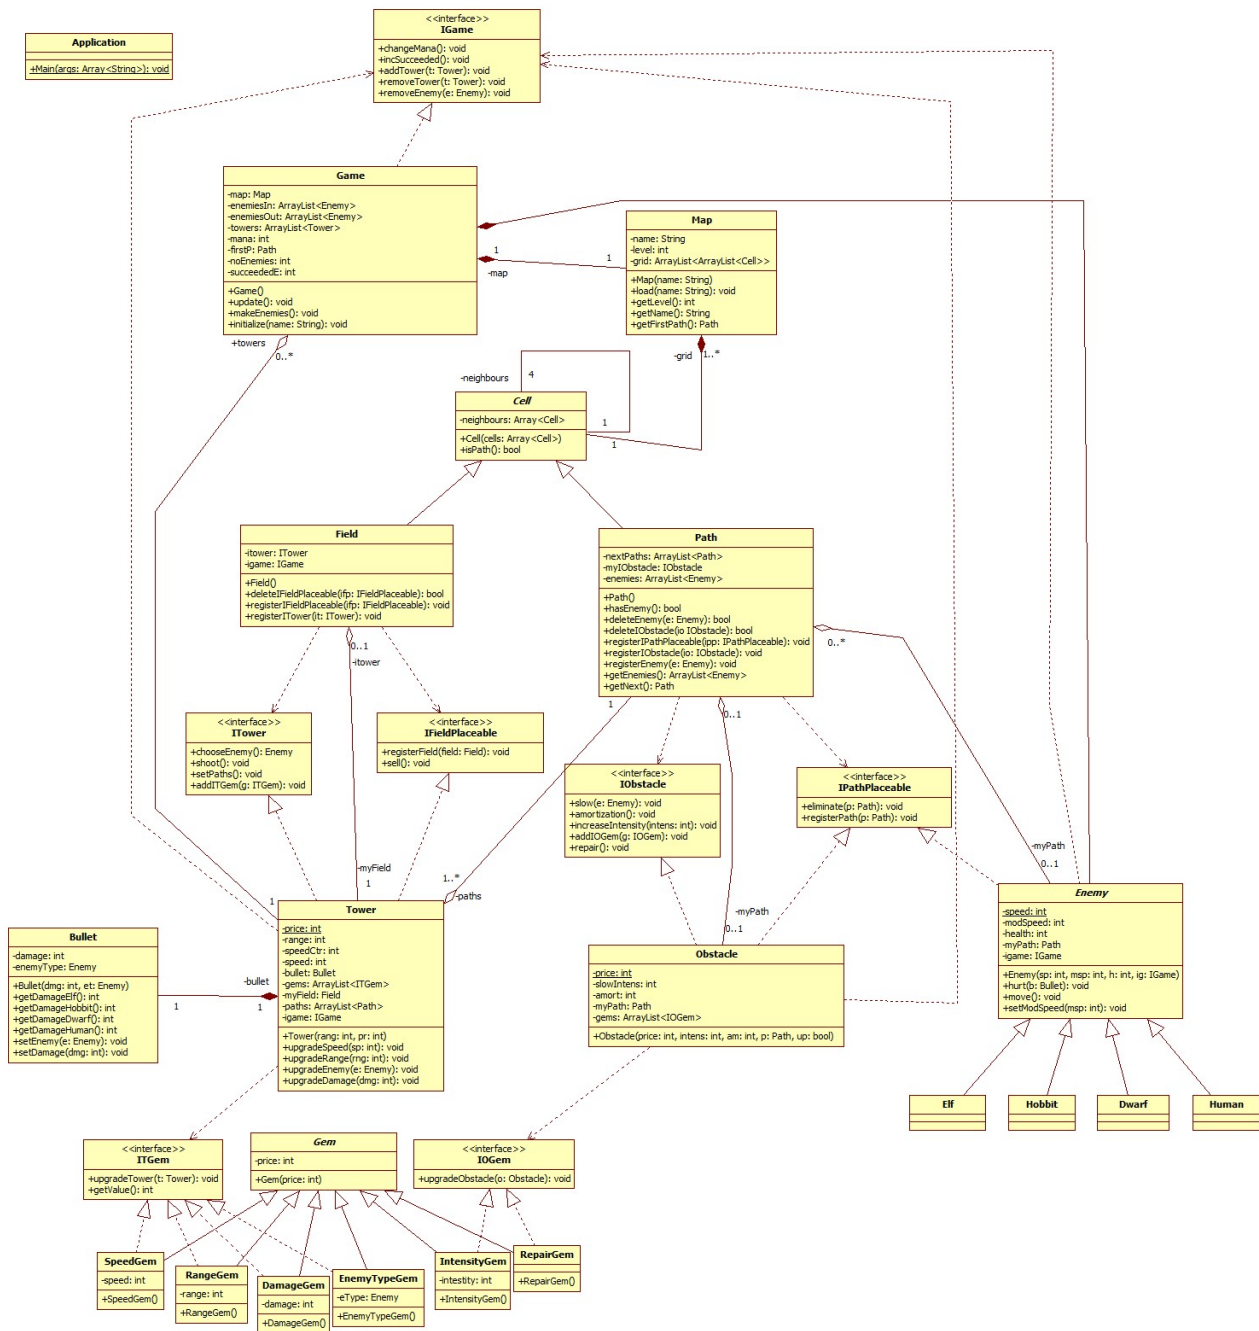 <<interface>>
IGame
+changeMana(): void
+incSucceeded(): void
+addTower(t: Tower): void
+removeTower(t: Tower): void
+removeEnemy(e: Enemy): void
Application
+Main(args: Array<String>): void
Game
-map: Map
-enemiesIn: ArrayList<Enemy>
-enemiesOut: ArrayList<Enemy>
-towers: ArrayList<Tower>
-mana: int
-firstP: Path
-noEnemies: int
-succeededE: int
+Game()
+update(): void
+makeEnemies(): void
+initialize(name: String): void
+towers
0..*
1
-map
1
Map
-name: String
-level: int
-grid: ArrayList<ArrayList<Cell>>
+Map(name: String)
+load(name: String): void
+getLevel(): int
+getName(): String
+getFirstPath(): Path
-grid
1..*
-neighbours
4
1
1
Cell
-neighbours: Array<Cell>
+Cell(cells: Array<Cell>)
+isPath(): bool
Field
-itower: ITower
-igame: IGame
+Field()
+deleteIFieldPlaceable(ifp: IFieldPlaceable): bool
+registerIFieldPlaceable(ifp: IFieldPlaceable): void
+registerITower(it: ITower): void
0..1
-itower
Path
-nextPaths: ArrayList<Path>
-myIObstacle: IObstacle
-enemies: ArrayList<Enemy>
+Path()
+hasEnemy(): bool
+deleteEnemy(e: Enemy): bool
+deleteIObstacle(io IObstacle): bool
+registerIPathPlaceable(ipp: IPathPlaceable): void
+registerIObstacle(io: IObstacle): void
+registerEnemy(e: Enemy): void
+getEnemies(): ArrayList<Enemy>
+getNext(): Path
0..*
1
0..1
<<interface>>
ITower
+chooseEnemy(): Enemy
+shoot(): void
+setPaths(): void
+addITGem(g: ITGem): void
<<interface>>
IFieldPlaceable
+registerField(field: Field): void
+sell(): void
<<interface>>
IObstacle
+slow(e: Enemy): void
+amortization(): void
+increaseIntensity(intens: int): void
+addIOGem(g: IOGem): void
+repair(): void
<<interface>>
IPathPlaceable
+eliminate(p: Path): void
+registerPath(p: Path): void
-myField
1
1..*
-paths
1
-myPath
0..1
-myPath
0..1
Tower
-price: int
-range: int
-speedCtr: int
-speed: int
-bullet: Bullet
-gems: ArrayList<ITGem>
-myField: Field
-paths: ArrayList<Path>
-igame: IGame
+Tower(rang: int, pr: int)
+upgradeSpeed(sp: int): void
+upgradeRange(rng: int): void
+upgradeEnemy(e: Enemy): void
+upgradeDamage(dmg: int): void
Bullet
-damage: int
-enemyType: Enemy
+Bullet(dmg: int, et: Enemy)
+getDamageElf(): int
+getDamageHobbit(): int
+getDamageDwarf(): int
+getDamageHuman(): int
+setEnemy(e: Enemy): void
+setDamage(dmg: int): void
-bullet
1
1
Obstacle
-price: int
-slowIntens: int
-amort: int
-myPath: Path
-gems: ArrayList<IOGem>
+Obstacle(price: int, intens: int, am: int, p: Path, up: bool)
Enemy
-speed: int
-modSpeed: int
-health: int
-myPath: Path
-igame: IGame
+Enemy(sp: int, msp: int, h: int, ig: IGame)
+hurt(b: Bullet): void
+move(): void
+setModSpeed(msp: int): void
Elf
Hobbit
Dwarf
Human
<<interface>>
ITGem
+upgradeTower(t: Tower): void
+getValue(): int
Gem
-price: int
+Gem(price: int)
<<interface>>
IOGem
+upgradeObstacle(o: Obstacle): void
SpeedGem
-speed: int
+SpeedGem()
RangeGem
-range: int
+RangeGem()
DamageGem
-damage: int
+DamageGem()
EnemyTypeGem
-eType: Enemy
+EnemyTypeGem()
IntensityGem
-intestity: int
+IntensityGem()
RepairGem
+RepairGem()